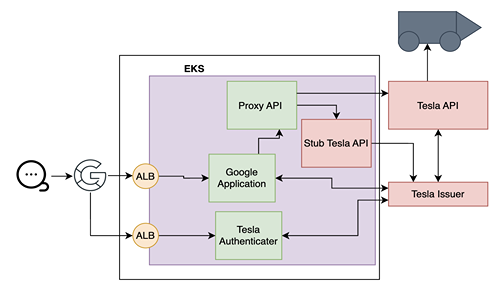 EKS
Proxy API
Tesla API
Stub Tesla API
ALB
Google
Application
Tesla Issuer
ALB
Tesla
Authenticater